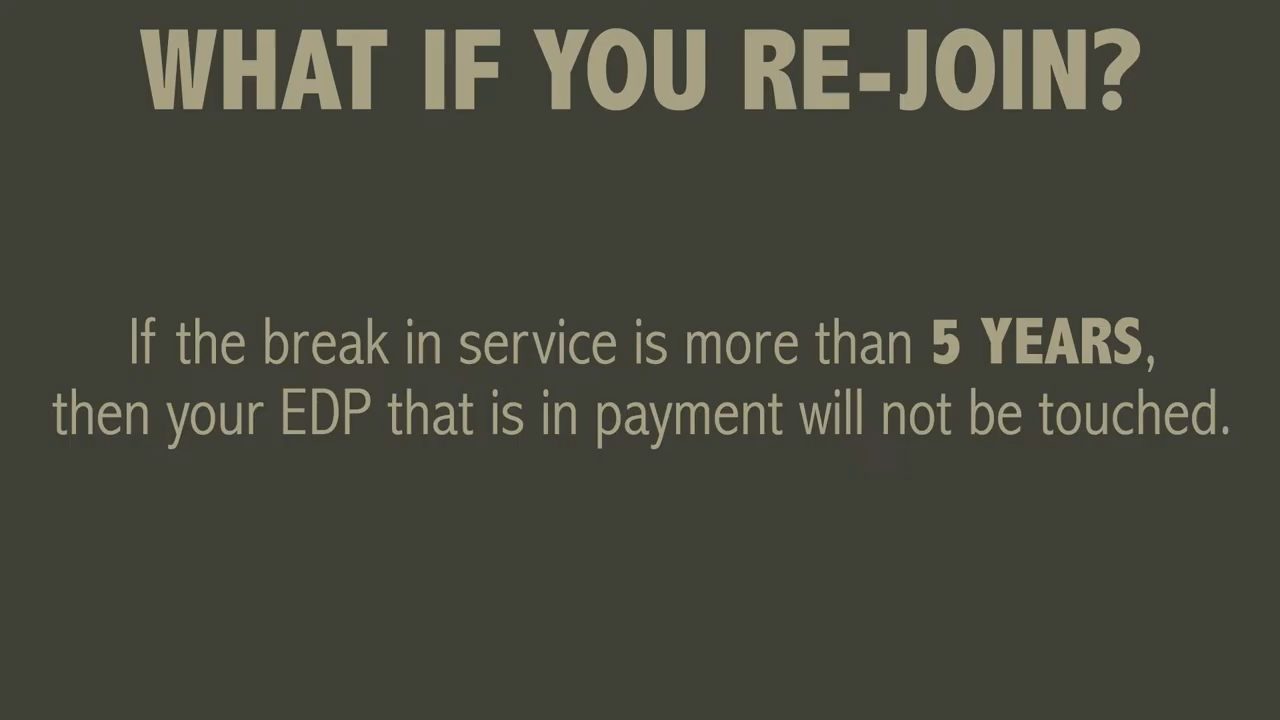 WHAT IF YOU RE-JOIN?
If the break in service is more than 5 YEARS,
then your EDP that is in payment will not be touched.